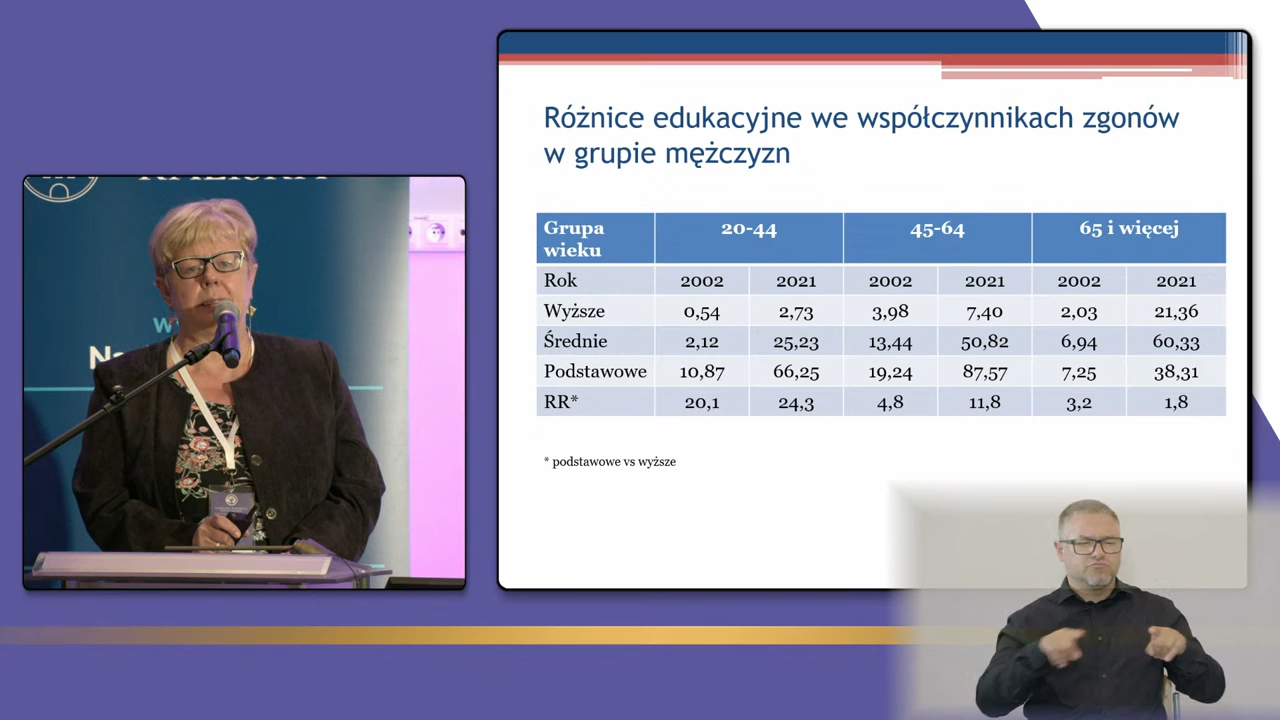 Różnice edukacyjne we współczynnikach zgonów
w grupie mężczyzn
Grupa wieku 20-44 45-64 65 i więcej
Rok 2002 2021 2002 2021 2002 2021
Wyższe 0,54 2,73 3,98 7,40 2,03 21,36
Średnie 2,12 25,23 13,44 50,82 6,94 60,33
Podstawowe 10,87 66,25 19,24 87,57 7,25 38,31
RR* 20,1 24,3 4,8 11,8 3,2 1,8
* podstawowe vs wyższe